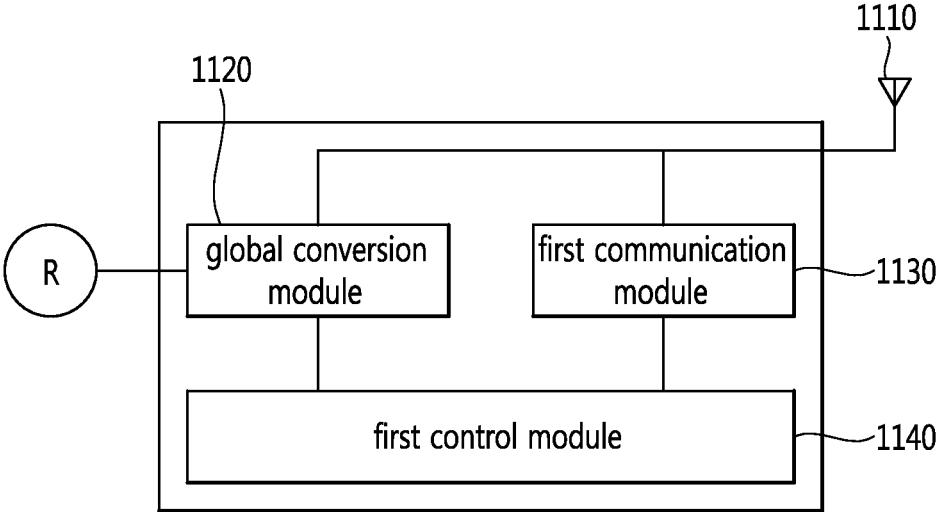 1110
1120
global conversion
module
first communication
module
R
1130
first control module
1140